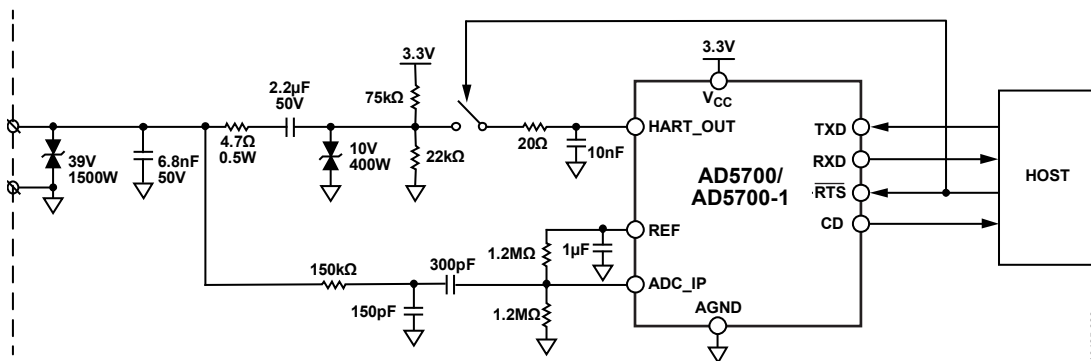 3.3V
3.3V
2.2µF
50V
75kΩ
V_CC
4.7Ω
0.5W
20Ω
HART_OUT
TXD
39V
1500W
6.8nF
50V
10V
400W
22kΩ
10nF
RXD
AD5700/
AD5700-1
HOST
RTS
CD
REF
1.2MΩ
1µF
150kΩ
300pF
ADC_IP
150pF
1.2MΩ
AGND